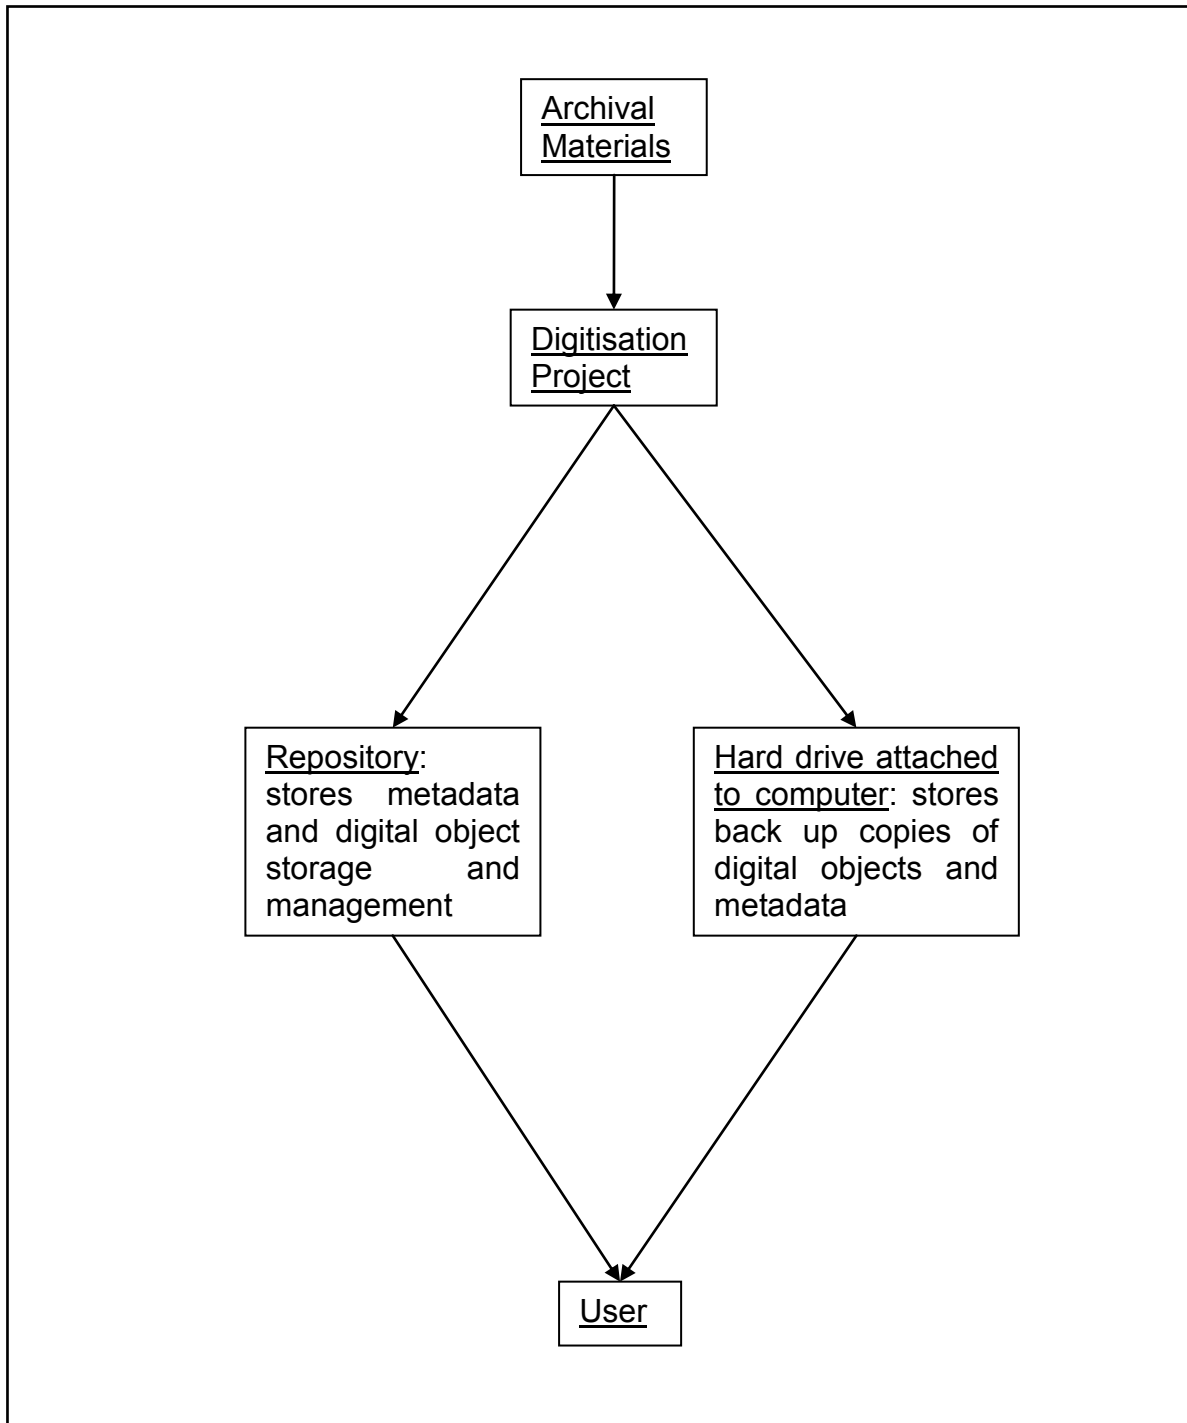 Archival
Materials
Digitisation
Project
Repository:
stores metadata
and digital object
storage and
management
Hard drive attached
to computer: stores
back up copies of
digital objects and
metadata
User